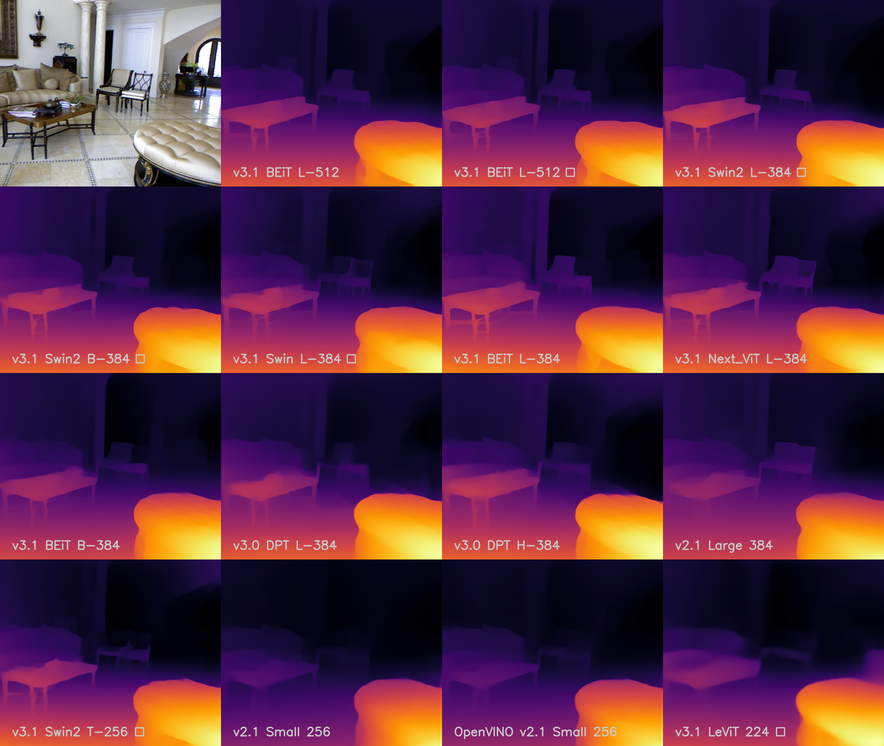 v3.1 BEiT L-512
v3.1 BEiT L-512 □
v3.1 Swin2 L-384 □
v3.1 Swin2 B-384 □
v3.1 Swin L-384 □
v3.1 BEiT L-384
v3.1 Next_ViT L-384
v3.1 BEiT B-384
v3.0 DPT L-384
v3.0 DPT H-384
v2.1 Large 384
v3.1 Swin2 T-256 □
v2.1 Small 256
OpenVINO v2.1 Small 256
v3.1 LeViT 224 □